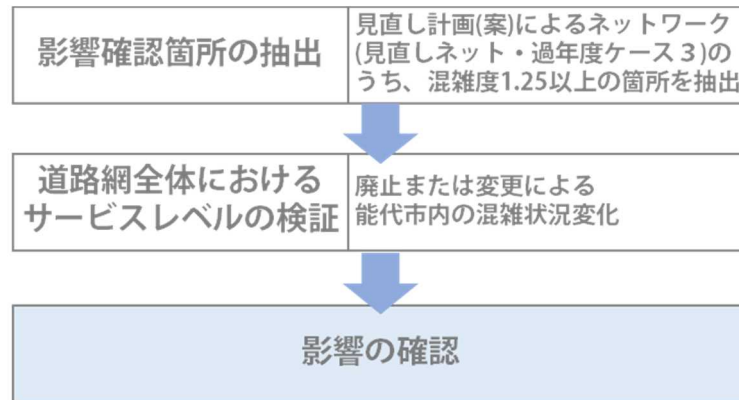 影響確認箇所の抽出
見直し計画(案)によるネットワーク
(見直しネット・過年度ケース３)の
うち、混雑度1.25以上の箇所を抽出
道路網全体における
サービスレベルの検証
廃止または変更による
能代市内の混雑状況変化
影響の確認